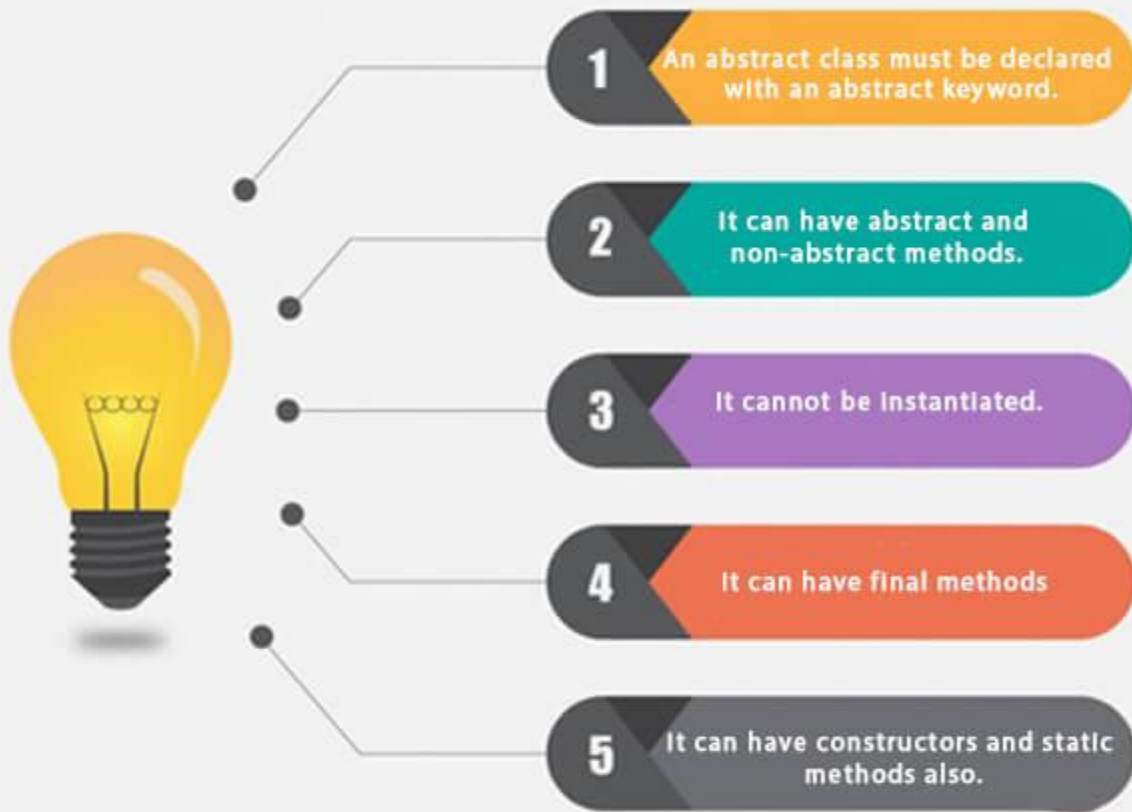 1
An abstract class must be declared
with an abstract keyword.
2
It can have abstract and
non-abstract methods.
3
It cannot be instantiated.
4
It can have final methods
5
It can have constructors and static
methods also.